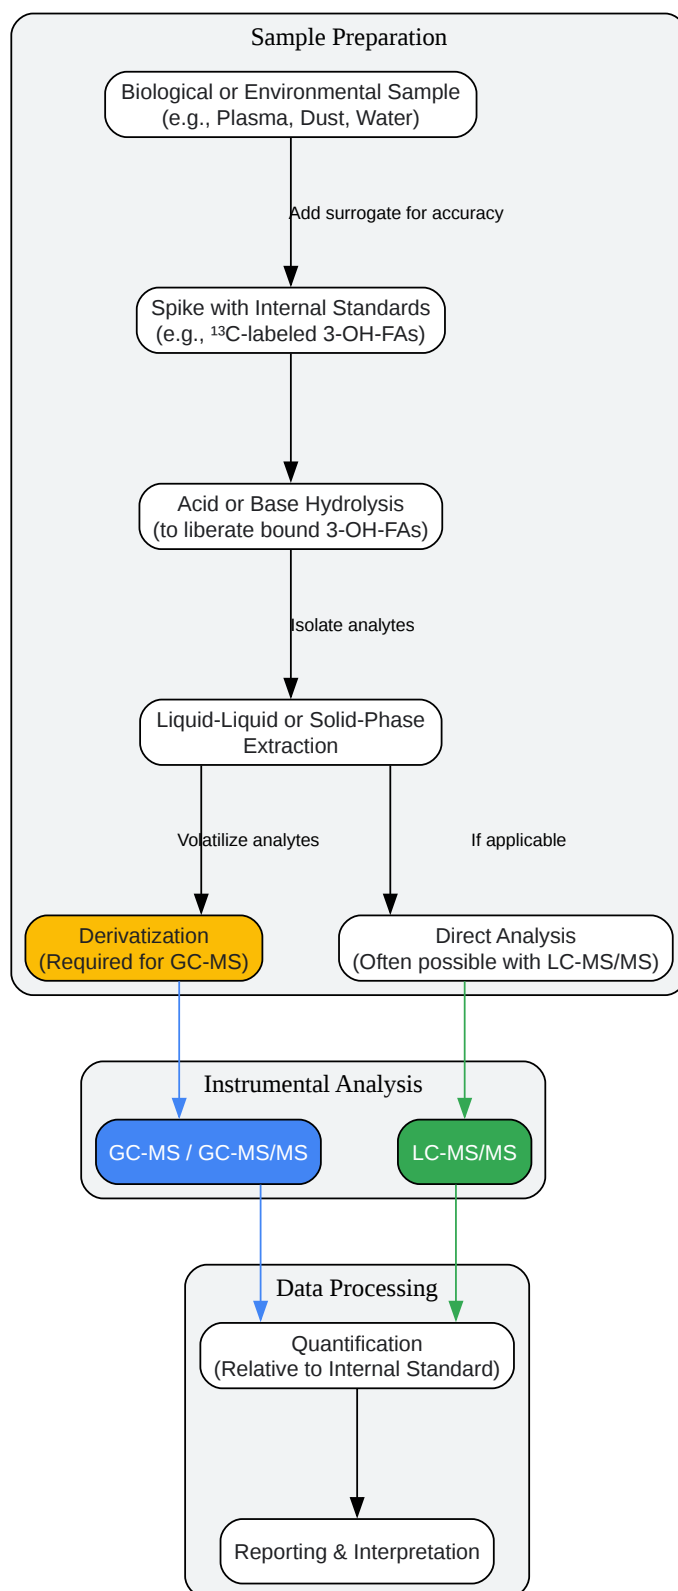 Sample Preparation
Biological or Environmental Sample
(e.g., Plasma, Dust, Water)
Add surrogate for accuracy
Spike with Internal Standards
(e.g., ¹³C-labeled 3-OH-FAs)
Acid or Base Hydrolysis
(to liberate bound 3-OH-FAs)
Isolate analytes
Liquid-Liquid or Solid-Phase
Extraction
Volatilize analytes
If applicable
Derivatization
(Required for GC-MS)
Direct Analysis
(Often possible with LC-MS/MS)
Instrumental Analysis
GC-MS / GC-MS/MS
LC-MS/MS
Data Processing
Quantification
(Relative to Internal Standard)
Reporting & Interpretation